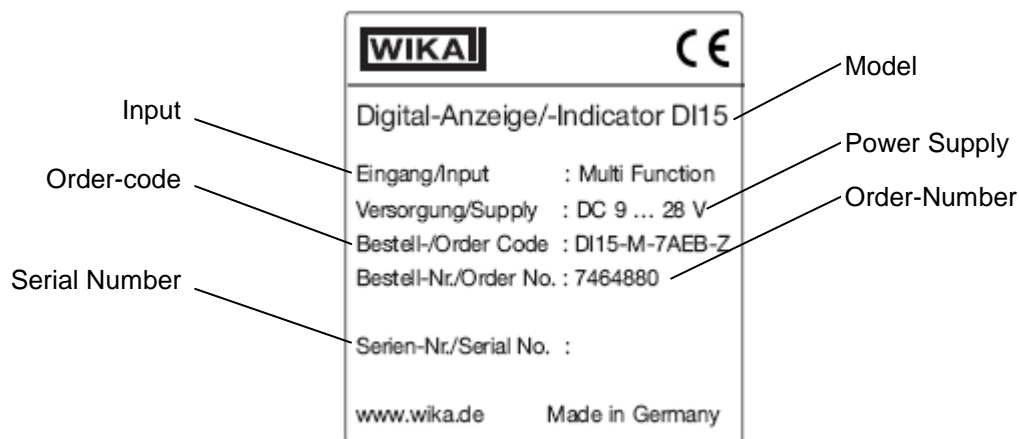 WIKA CE
Model
Digital-Anzeige/-Indicator DI15
Input
Power Supply
Eingang/Input : Multi Function
Order-code
Versorgung/Supply : DC 9 ... 28 V
Order-Number
Bestell-/Order Code : DI15-M-7AEB-Z
Bestell-Nr./Order No. : 7464880
Serial Number
Serien-Nr./Serial No. :
www.wika.de Made in Germany